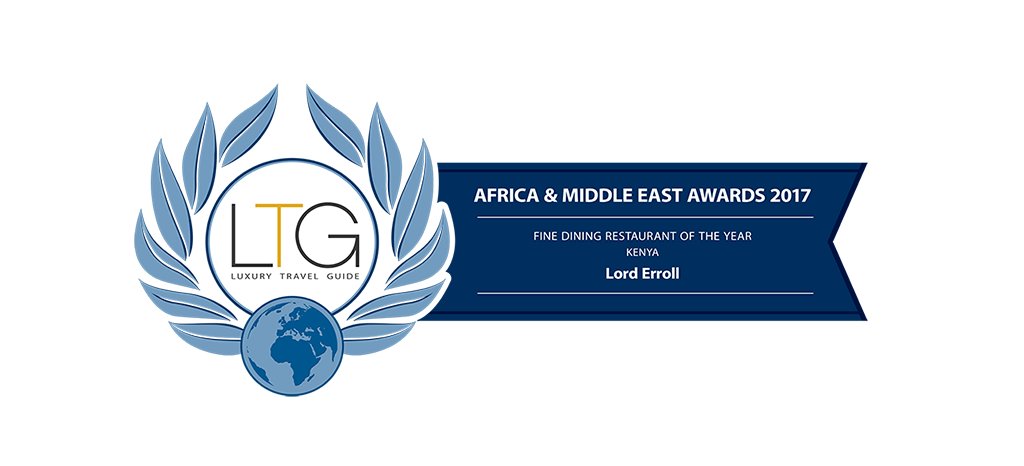 LTG
LUXURY TRAVEL GUIDE
AFRICA & MIDDLE EAST AWARDS 2017
FINE DINING RESTAURANT OF THE YEAR
KENYA
Lord Erroll